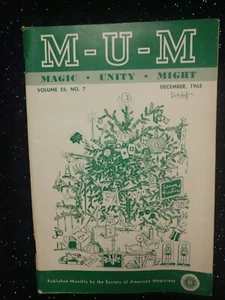 M-U-M
MAGIC • UNITY • MIGHT
VOLUME 55, NO. 7
DECEMBER, 1965
Published Monthly by the Society of American Magicians